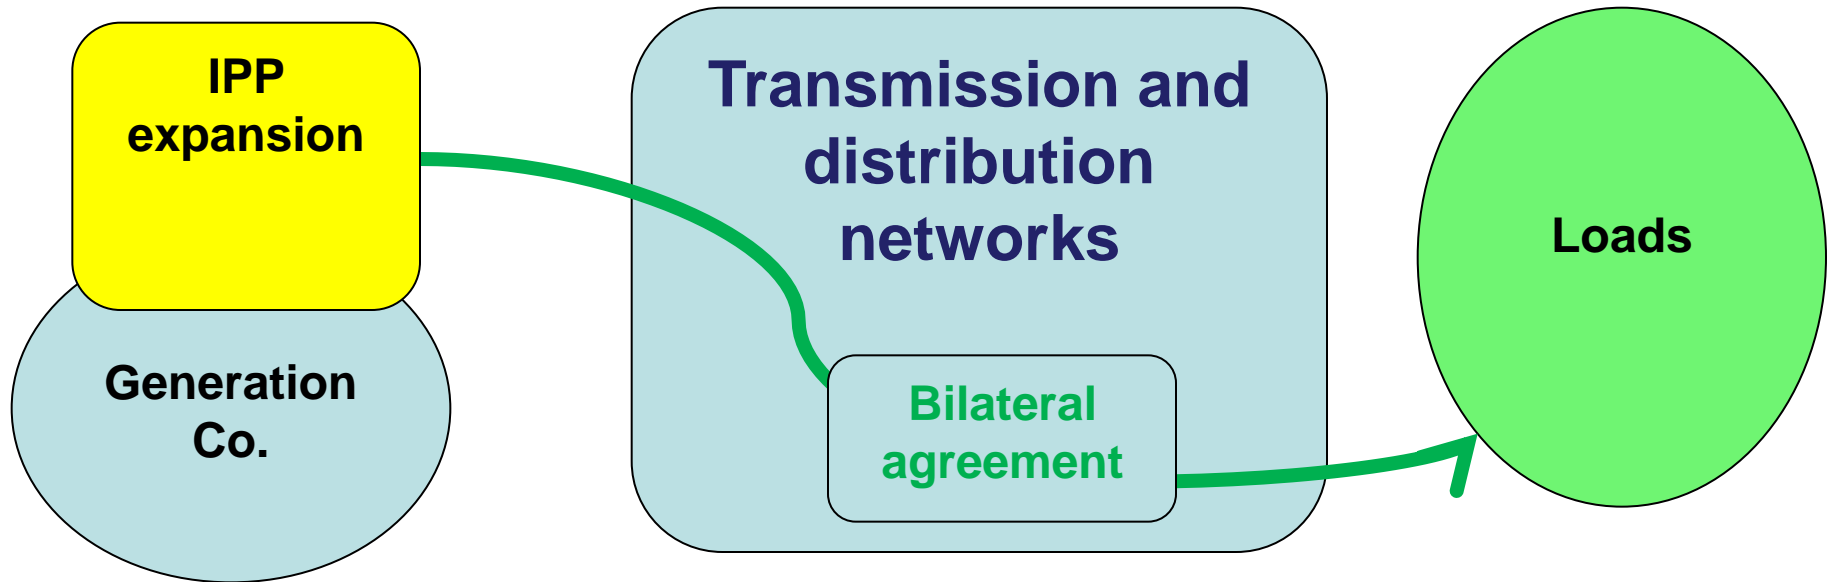 IPP
expansion
Generation
Co.
Transmission and
distribution
networks
Bilateral
agreement
Loads